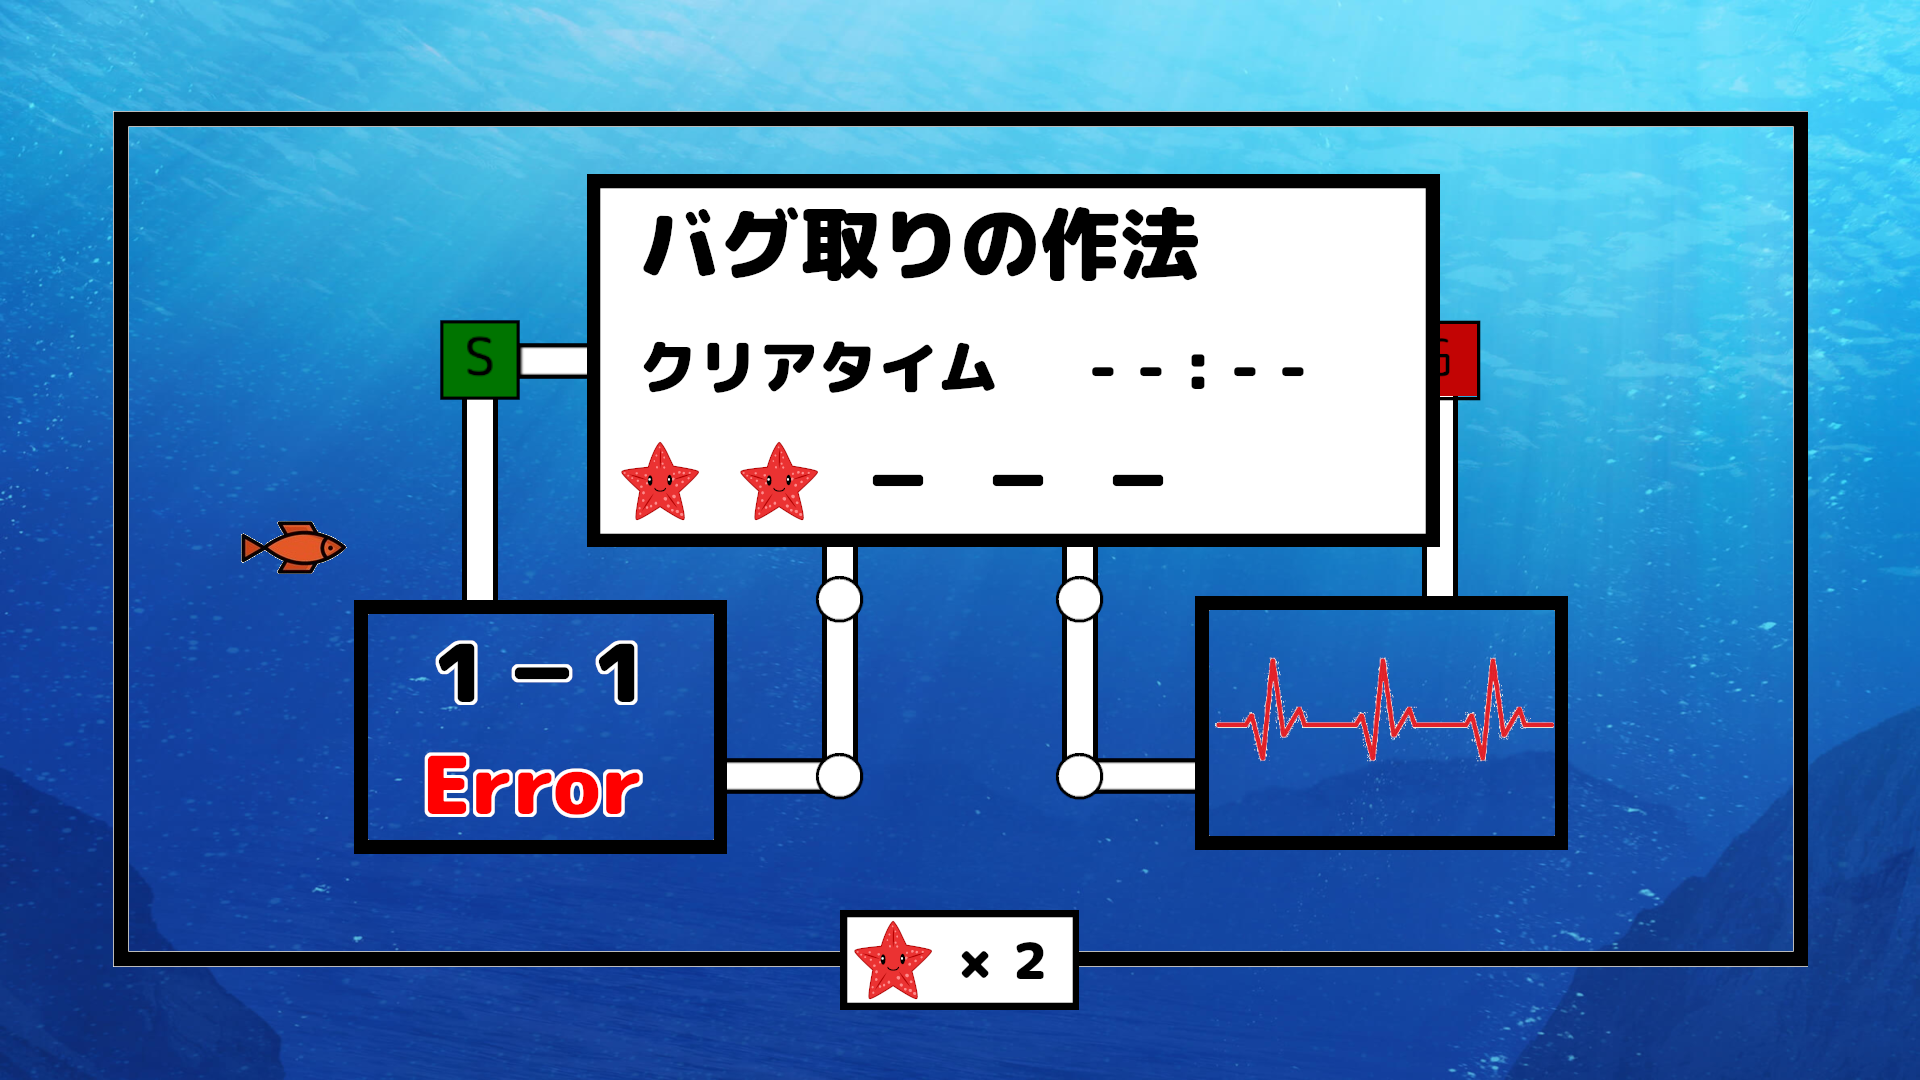 バグ取りの作法
S
クリアタイム --:--
G
— — —
1-1
Error
× 2